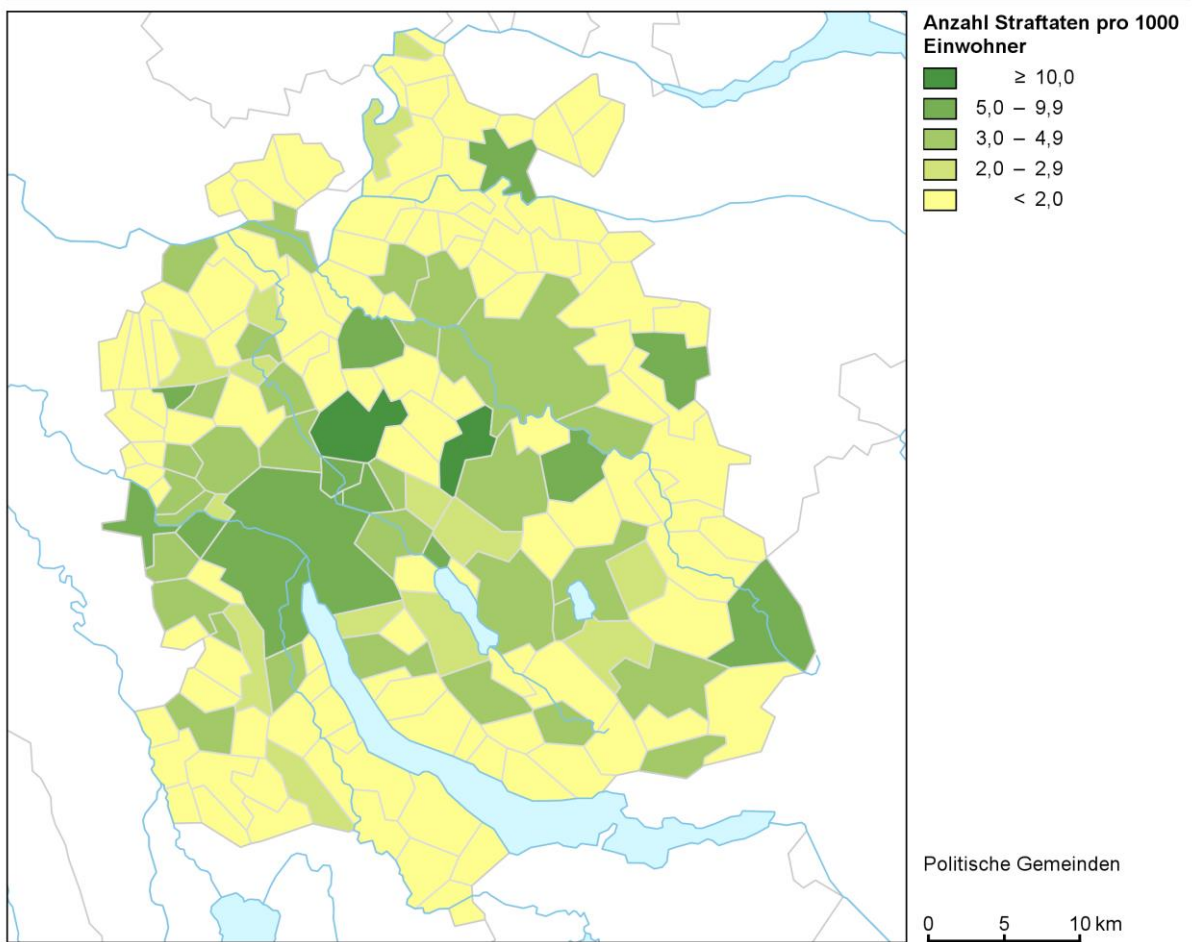 Anzahl Straftaten pro 1000
Einwohner
≥ 10,0
5,0 – 9,9
3,0 – 4,9
2,0 – 2,9
< 2,0
Politische Gemeinden
0 5 10 km